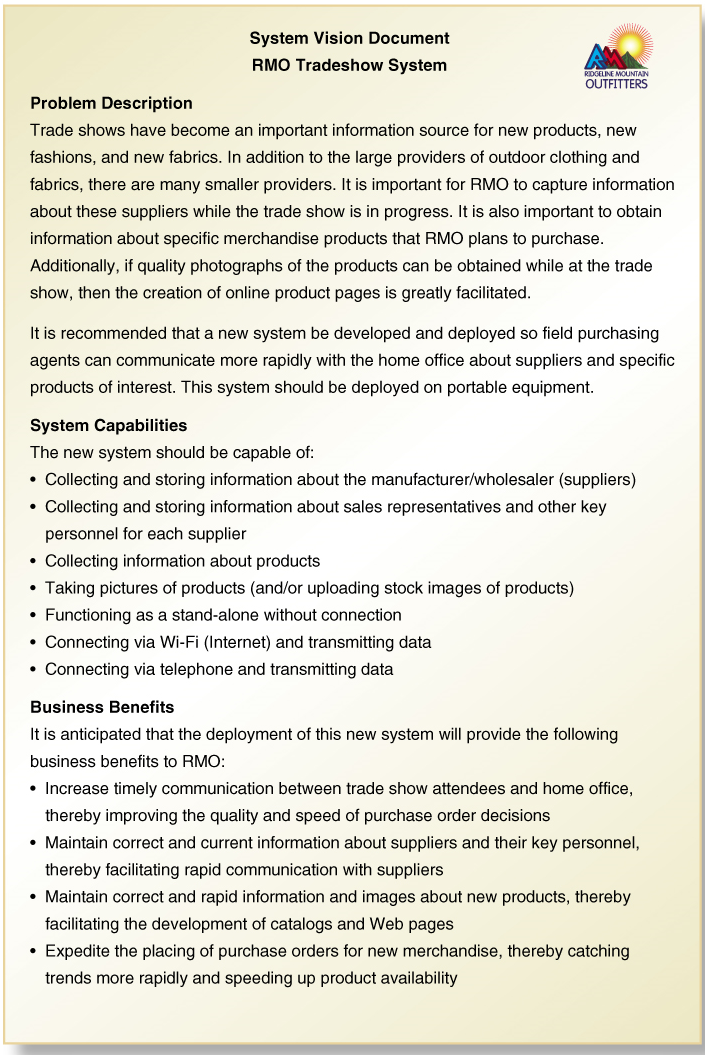 System Vision Document
RMO Tradeshow System
RMO
RIDGELINE MOUNTAIN
OUTFITTERS
Problem Description
Trade shows have become an important information source for new products, new
fashions, and new fabrics. In addition to the large providers of outdoor clothing and
fabrics, there are many smaller providers. It is important for RMO to capture information
about these suppliers while the trade show is in progress. It is also important to obtain
information about specific merchandise products that RMO plans to purchase.
Additionally, if quality photographs of the products can be obtained while at the trade
show, then the creation of online product pages is greatly facilitated.
It is recommended that a new system be developed and deployed so field purchasing
agents can communicate more rapidly with the home office about suppliers and specific
products of interest. This system should be deployed on portable equipment.
System Capabilities
The new system should be capable of:
• Collecting and storing information about the manufacturer/wholesaler (suppliers)
• Collecting and storing information about sales representatives and other key
personnel for each supplier
• Collecting information about products
• Taking pictures of products (and/or uploading stock images of products)
• Functioning as a stand-alone without connection
• Connecting via Wi-Fi (Internet) and transmitting data
• Connecting via telephone and transmitting data
Business Benefits
It is anticipated that the deployment of this new system will provide the following
business benefits to RMO:
• Increase timely communication between trade show attendees and home office,
thereby improving the quality and speed of purchase order decisions
• Maintain correct and current information about suppliers and their key personnel,
thereby facilitating rapid communication with suppliers
• Maintain correct and rapid information and images about new products, thereby
facilitating the development of catalogs and Web pages
• Expedite the placing of purchase orders for new merchandise, thereby catching
trends more rapidly and speeding up product availability